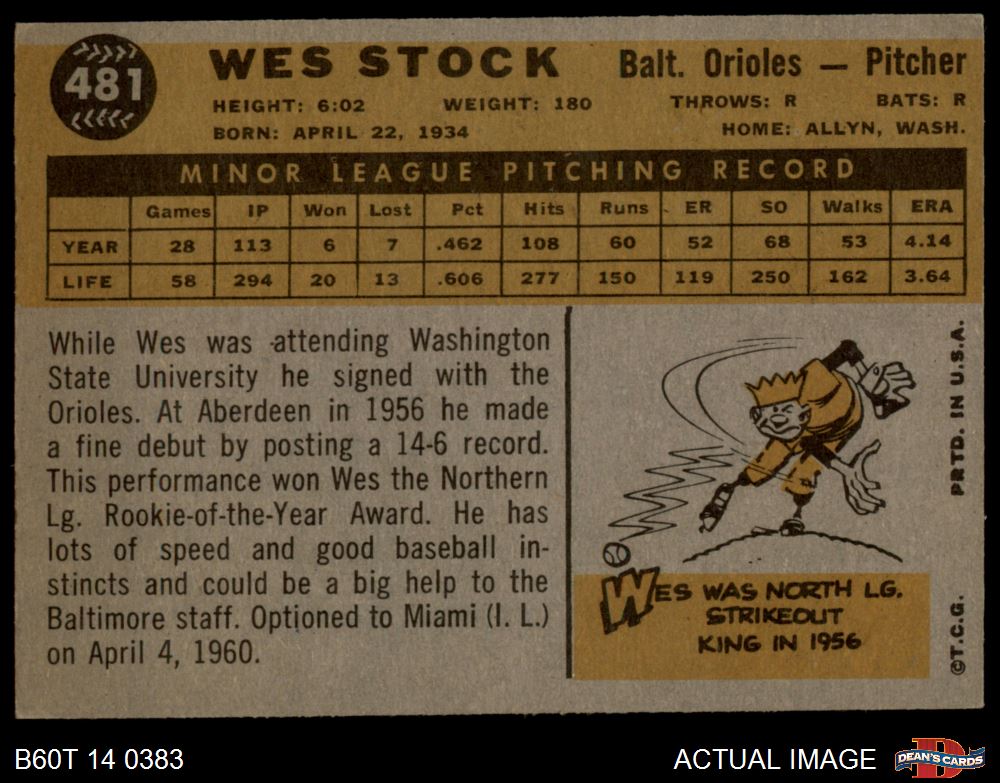 481
WES STOCK
Balt. Orioles — Pitcher
HEIGHT: 6:02 WEIGHT: 180 THROWS: R BATS: R
BORN: APRIL 22, 1934 HOME: ALLYN, WASH.
MINOR LEAGUE PITCHING RECORD
Games IP Won Lost Pct Hits Runs ER SO Walks ERA
YEAR 28 113 6 7 .462 108 60 52 68 53 4.14
LIFE 58 294 20 13 .606 277 150 119 250 162 3.64
While Wes was attending Washington
State University he signed with the
Orioles. At Aberdeen in 1956 he made
a fine debut by posting a 14-6 record.
This performance won Wes the Northern
Lg. Rookie-of-the-Year Award. He has
lots of speed and good baseball in-
stincts and could be a big help to the
Baltimore staff. Optioned to Miami (I. L.)
on April 4, 1960.
WES WAS NORTH LG.
STRIKEOUT
KING IN 1956
PRTD. IN U.S.A.
©T.C.G.
B60T 14 0383
ACTUAL IMAGE
D
DEAN'S CARDS